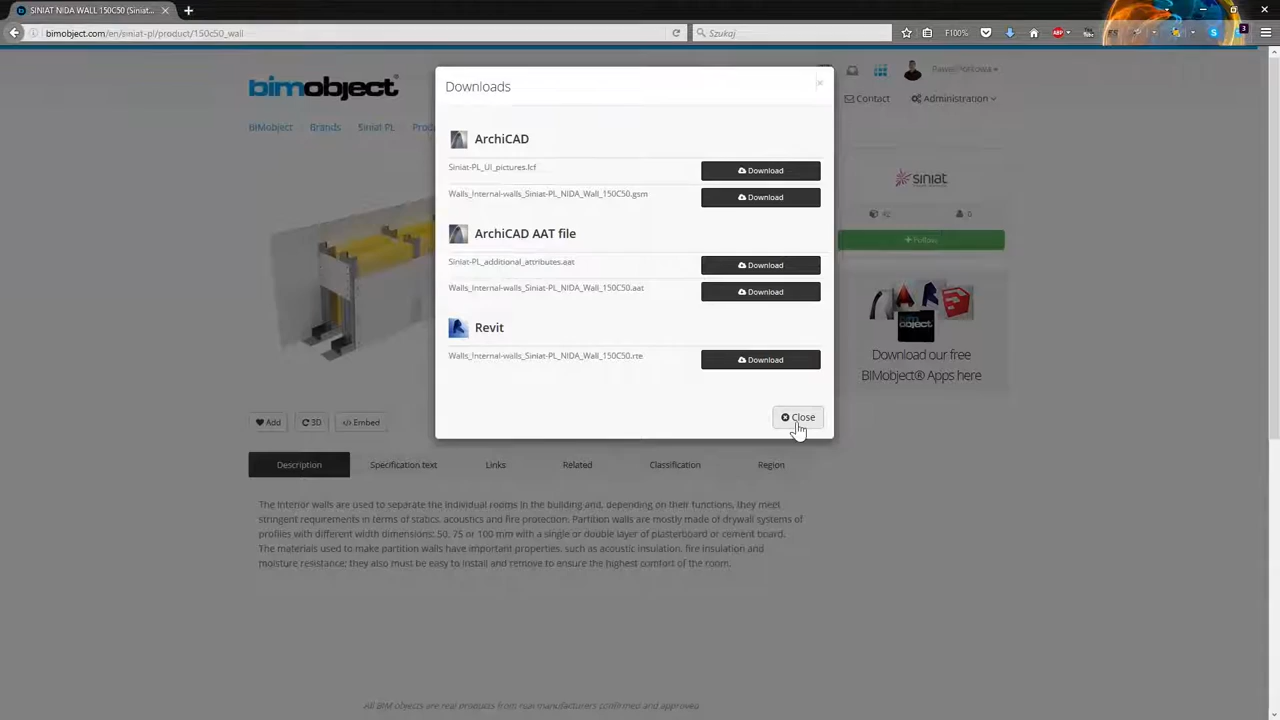 SINIAT NIDA WALL 150C50 (Siniat...
bimobject.com/en/siniat-pl/product/150c50_wall
Szukaj
F100%
ABP
3
bimobject
Contact
Administration
BIMobject
Brands
Siniat PL
Downloads
ArchiCAD
Siniat-PL_UI_pictures.lcf
Download
Walls_Internal-walls_Siniat-PL_NIDA_Wall_150C50.gsm
Download
ArchiCAD AAT file
Siniat-PL_additional_attributes.aat
Download
Walls_Internal-walls_Siniat-PL_NIDA_Wall_150C50.aat
Download
Revit
Walls_Internal-walls_Siniat-PL_NIDA_Wall_150C50.rte
Download
Close
siniat
42
+ Follow
bim
object
Download our free
BIMobject® Apps here
Add
3D
</> Embed
Description
Specification text
Links
Related
Classification
Region
The interior walls are used to separate the individual rooms in the building and, depending on their functions, they meet
stringent requirements in terms of statics, acoustics and fire protection. Partition walls are mostly made of drywall systems of
profiles with different width dimensions: 50, 75 or 100 mm with a single or double layer of plasterboard or cement board.
The materials used to make partition walls have important properties, such as acoustic insulation, fire insulation and
moisture resistance; they also must be easy to install and remove to ensure the highest comfort of the room.
All BIM objects are real products from real manufacturers confirmed and approved